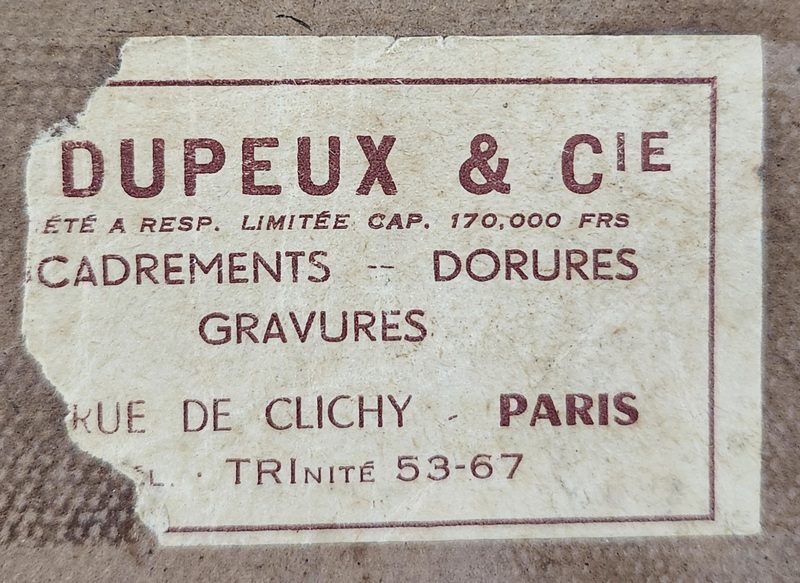 DUPEUX & CIE
ÉTÉ A RESP. LIMITÉE CAP. 170,000 FRS
CADREMENTS -- DORURES
GRAVURES
RUE DE CLICHY - PARIS
EL. · TRINITÉ 53-67